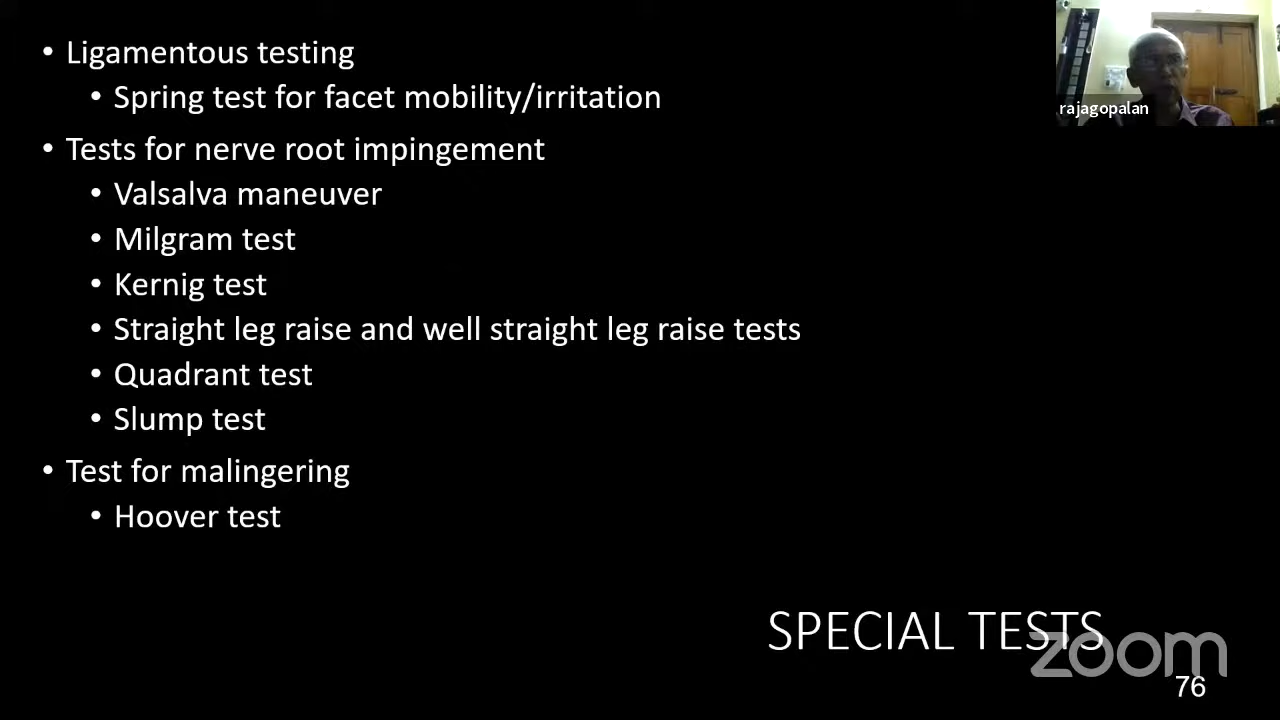 • Ligamentous testing
• Spring test for facet mobility/irritation
• Tests for nerve root impingement
• Valsalva maneuver
• Milgram test
• Kernig test
• Straight leg raise and well straight leg raise tests
• Quadrant test
• Slump test
• Test for malingering
• Hoover test
rajagopalan
SPECIAL TESTS
zoom
76